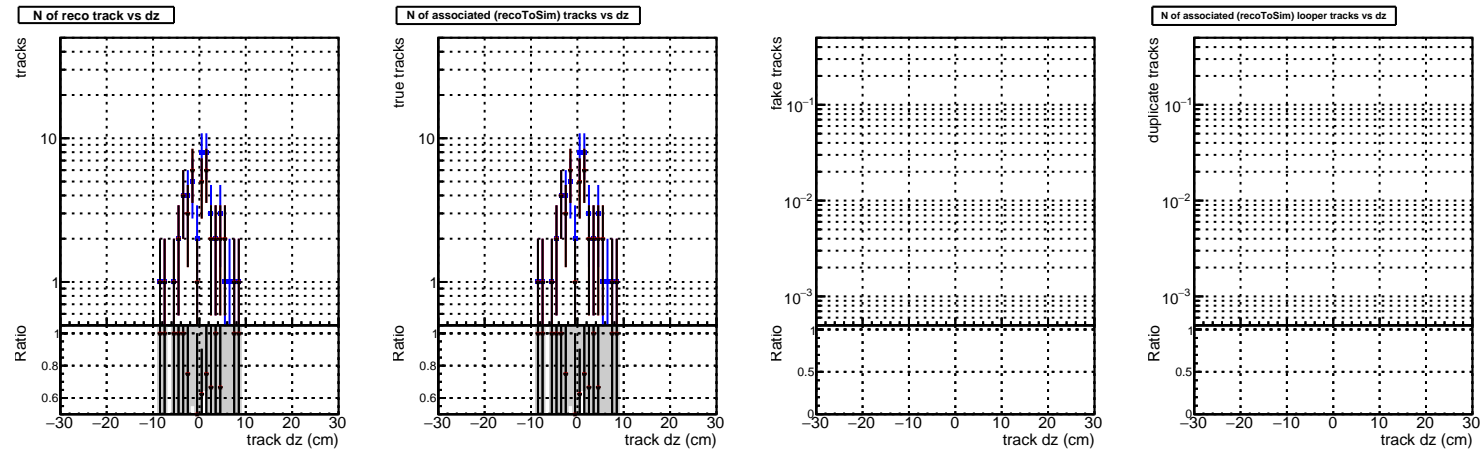 N of reco track vs dz
tracks
10
1
Ratio
1
0.8
0.6
−30 −20 −10 0 10 20 30
track dz (cm)
N of associated (recoToSim) tracks vs dz
true tracks
10
1
Ratio
1
0.8
0.6
−30 −20 −10 0 10 20 30
track dz (cm)
fake tracks
10−1
10−2
10−3
Ratio
1
0.5
0
−30 −20 −10 0 10 20 30
track dz (cm)
N of associated (recoToSim) looper tracks vs dz
duplicate tracks
10−1
10−2
10−3
Ratio
1
0.5
0
−30 −20 −10 0 10 20 30
track dz (cm)